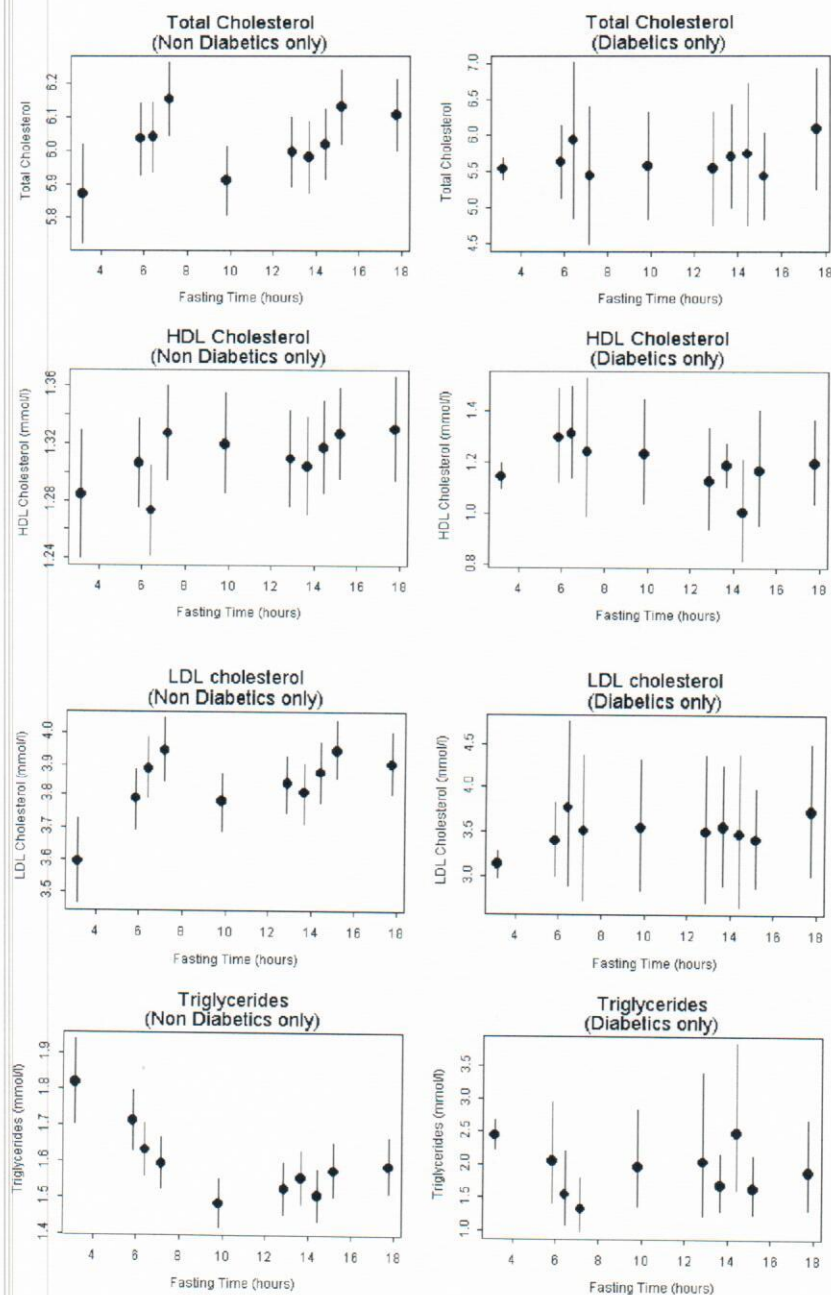 Total Cholesterol
(Non Diabetics only)
Total Cholesterol
5.8 5.9 6.0 6.1 6.2
4 6 8 10 12 14 16 18
Fasting Time (hours)
Total Cholesterol
(Diabetics only)
Total Cholesterol
4.5 5.0 5.5 6.0 6.5 7.0
4 6 8 10 12 14 16 18
Fasting Time (hours)
HDL Cholesterol
(Non Diabetics only)
HDL Cholesterol (mmol/l)
1.24 1.28 1.32 1.36
4 6 8 10 12 14 16 18
Fasting Time (hours)
HDL Cholesterol
(Diabetics only)
HDL Cholesterol (mmol/l)
0.8 1.0 1.2 1.4
4 6 8 10 12 14 16 18
Fasting Time (hours)
LDL cholesterol
(Non Diabetics only)
LDL Cholesterol (mmol/l)
3.5 3.6 3.7 3.8 3.9 4.0
4 6 8 10 12 14 16 18
Fasting Time (hours)
LDL cholesterol
(Diabetics only)
LDL Cholesterol (mmol/l)
3.0 3.5 4.0 4.5
4 6 8 10 12 14 16 18
Fasting Time (hours)
Triglycerides
(Non Diabetics only)
Triglycerides (mmol/l)
1.4 1.5 1.6 1.7 1.8 1.9
4 6 8 10 12 14 16 18
Fasting Time (hours)
Triglycerides
(Diabetics only)
Triglycerides (mmol/l)
1.0 1.5 2.0 2.5 3.0 3.5
4 6 8 10 12 14 16 18
Fasting Time (hours)